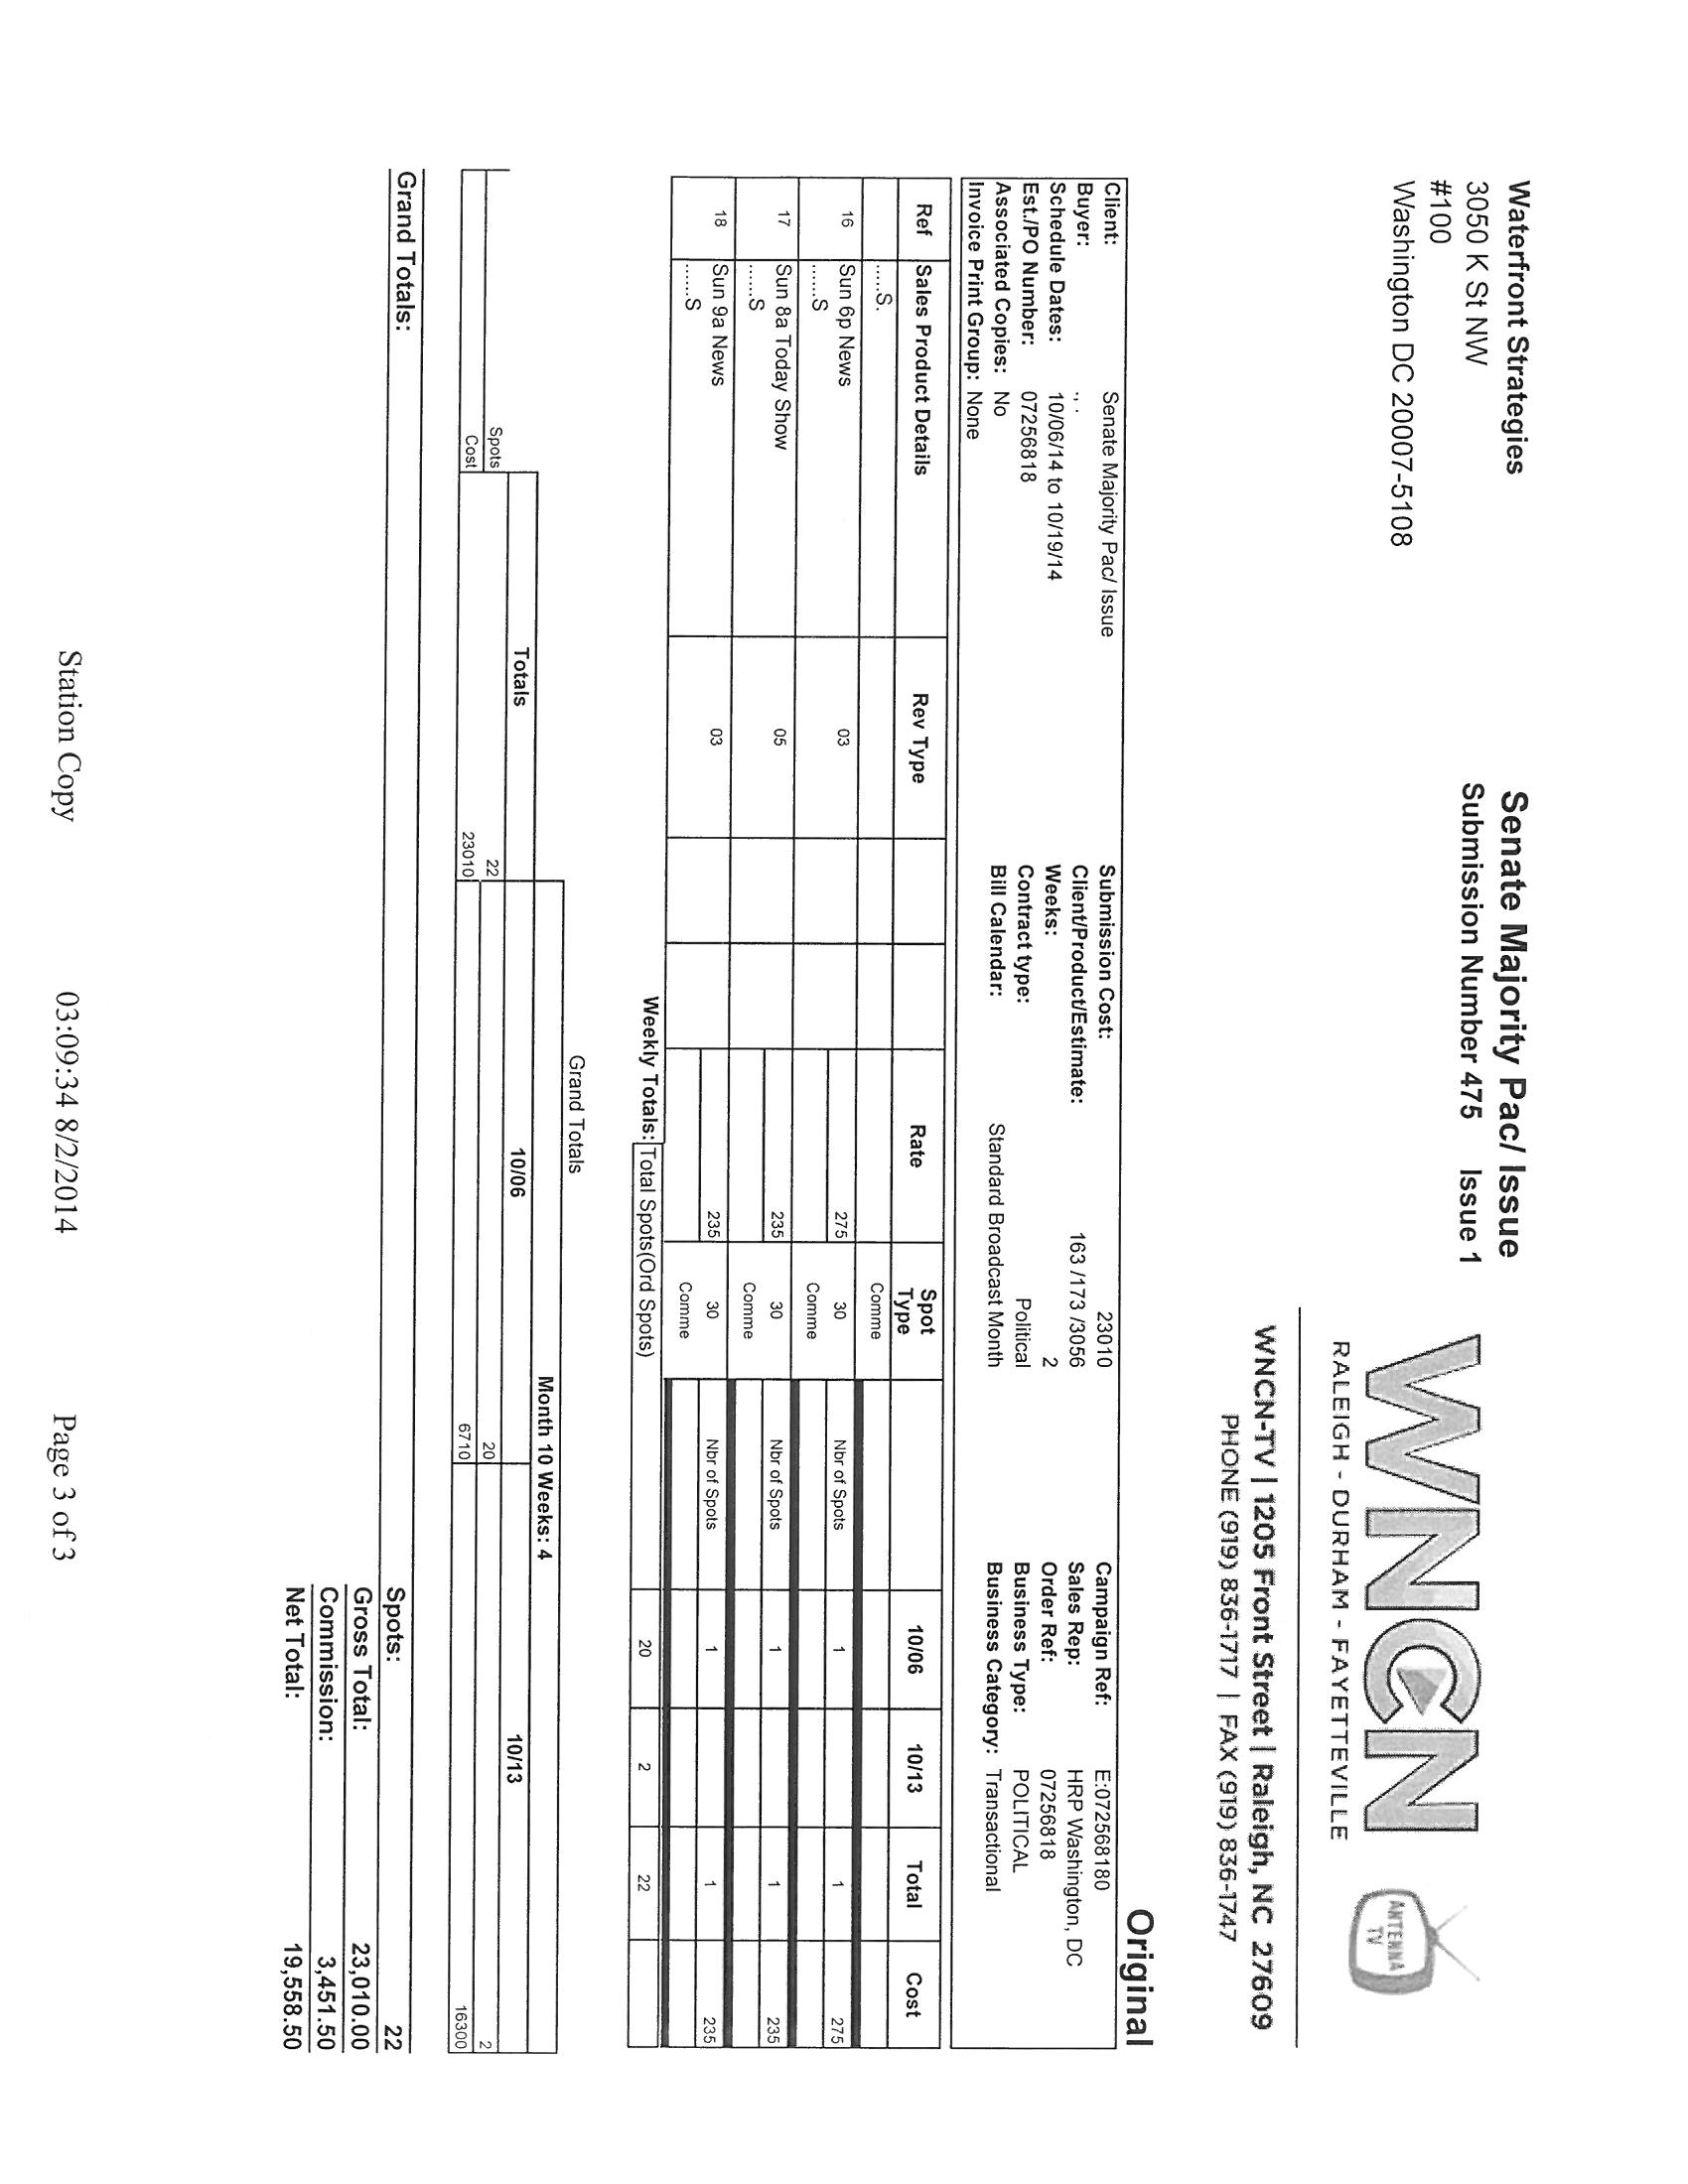 Waterfront Strategies
3050 K St NW
#100
Washington DC 20007-5108
Senate Majority Pac/ Issue
Submission Number 475 Issue 1
WNCN
RALEIGH - DURHAM - FAYETTEVILLE
ANTENNA
TV
WNCN-TV | 1205 Front Street | Raleigh, NC 27609
PHONE (919) 836-1717 | FAX (919) 836-1747
Original
Client: Senate Majority Pac/ Issue Submission Cost: 23010 Campaign Ref: E:072568180
Buyer: ., . Client/Product/Estimate: 163 /173 /3056 Sales Rep: HRP Washington, DC
Schedule Dates: 10/06/14 to 10/19/14 Weeks: 2 Order Ref: 07256818
Est./PO Number: 07256818 Contract type: Political Business Type: POLITICAL
Associated Copies: No Bill Calendar: Standard Broadcast Month Business Category: Transactional
Invoice Print Group: None
Ref Sales Product Details Rev Type Rate Spot Type 10/06 10/13 Total Cost
.....S. Comme
16 Sun 6p News 03 275 30 Nbr of Spots 1 1 275
......S Comme
17 Sun 8a Today Show 05 235 30 Nbr of Spots 1 1 235
......S Comme
18 Sun 9a News 03 235 30 Nbr of Spots 1 1 235
......S Comme
Weekly Totals: Total Spots(Ord Spots) 20 2 22
Grand Totals
Month 10 Weeks: 4
Totals 10/06 10/13
Spots 22 20 2
Cost 23010 6710 16300
Grand Totals: Spots: 22
Gross Total: 23,010.00
Commission: 3,451.50
Net Total: 19,558.50
Station Copy 03:09:34 8/2/2014 Page 3 of 3